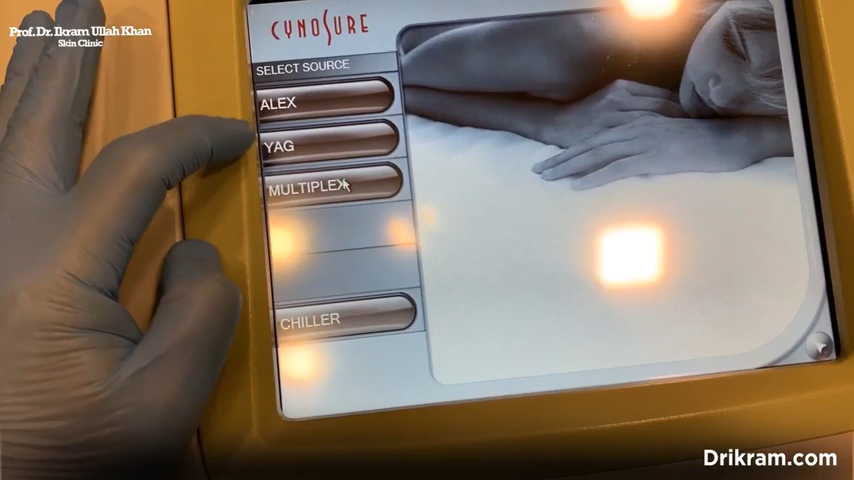 Prof. Dr. Ikram Ullah Khan
Skin Clinic
CYNOSURE
SELECT SOURCE
ALEX
YAG
MULTIPLEX
CHILLER
Drikram.com